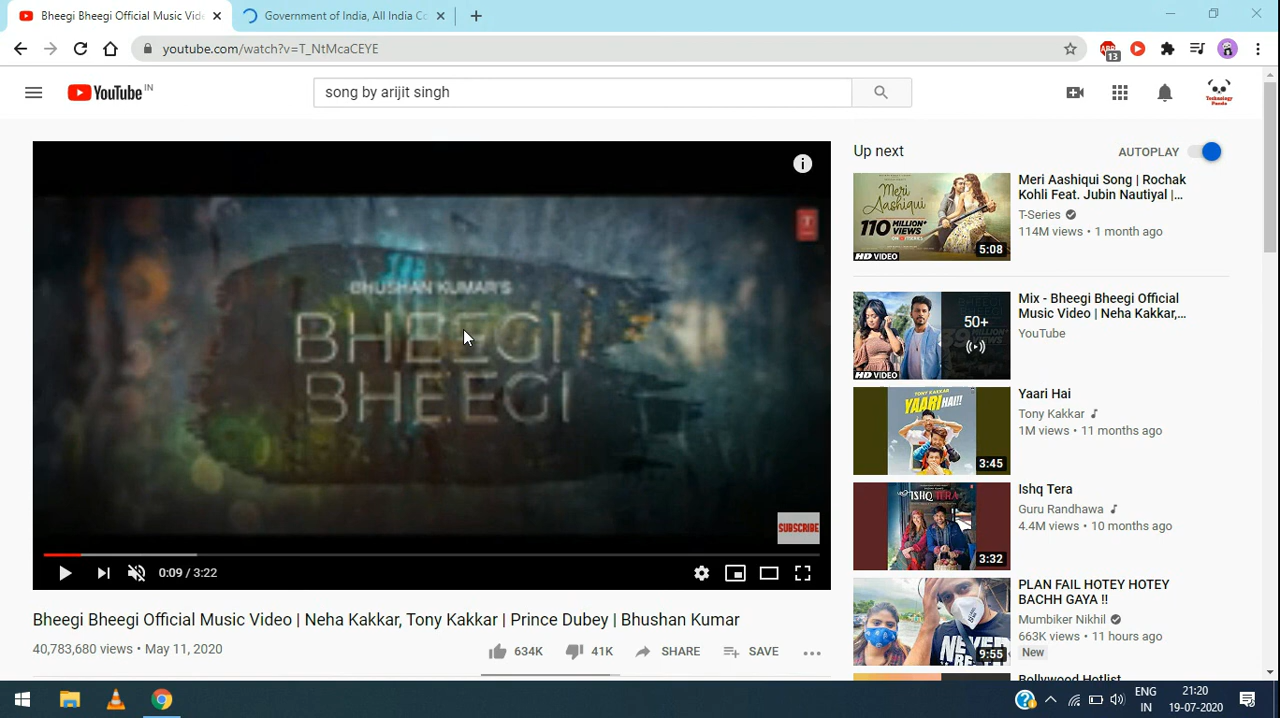 Bheegi Bheegi Official Music Vide
Government of India, All India Co
youtube.com/watch?v=T_NtMcaCEYE
13
YouTube IN
song by arijit singh
Technology
Panda
Up next
AUTOPLAY
BHUSHAN KUMAR'S
BHEEGI
BHEEGI
SUBSCRIBE
0:09 / 3:22
Meri Aashiqui
110 MILLION+
VIEWS
HD VIDEO
5:08
Meri Aashiqui Song | Rochak
Kohli Feat. Jubin Nautiyal |...
T-Series
114M views • 1 month ago
50+
HD VIDEO
Mix - Bheegi Bheegi Official
Music Video | Neha Kakkar,...
YouTube
TONY KAKKAR
YAARI HAI!!
3:45
Yaari Hai
Tony Kakkar
1M views • 11 months ago
ISHQ TERA
3:32
Ishq Tera
Guru Randhawa
4.4M views • 10 months ago
NEVER
9:55
PLAN FAIL HOTEY HOTEY
BACHH GAYA !!
Mumbiker Nikhil
663K views • 11 hours ago
New
Bollywood Hotlist
Bheegi Bheegi Official Music Video | Neha Kakkar, Tony Kakkar | Prince Dubey | Bhushan Kumar
40,783,680 views • May 11, 2020
634K
41K
SHARE
SAVE
ENG
IN
21:20
19-07-2020